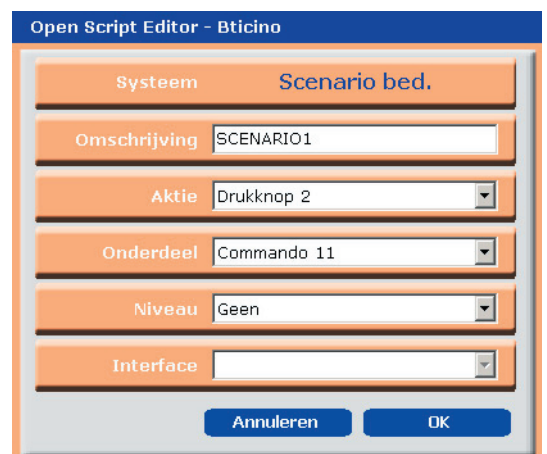 Open Script Editor - Bticino
Systeem Scenario bed.
Omschrijving SCENARIO1
Aktie Drukknop 2
Onderdeel Commando 11
Niveau Geen
Interface
Annuleren OK